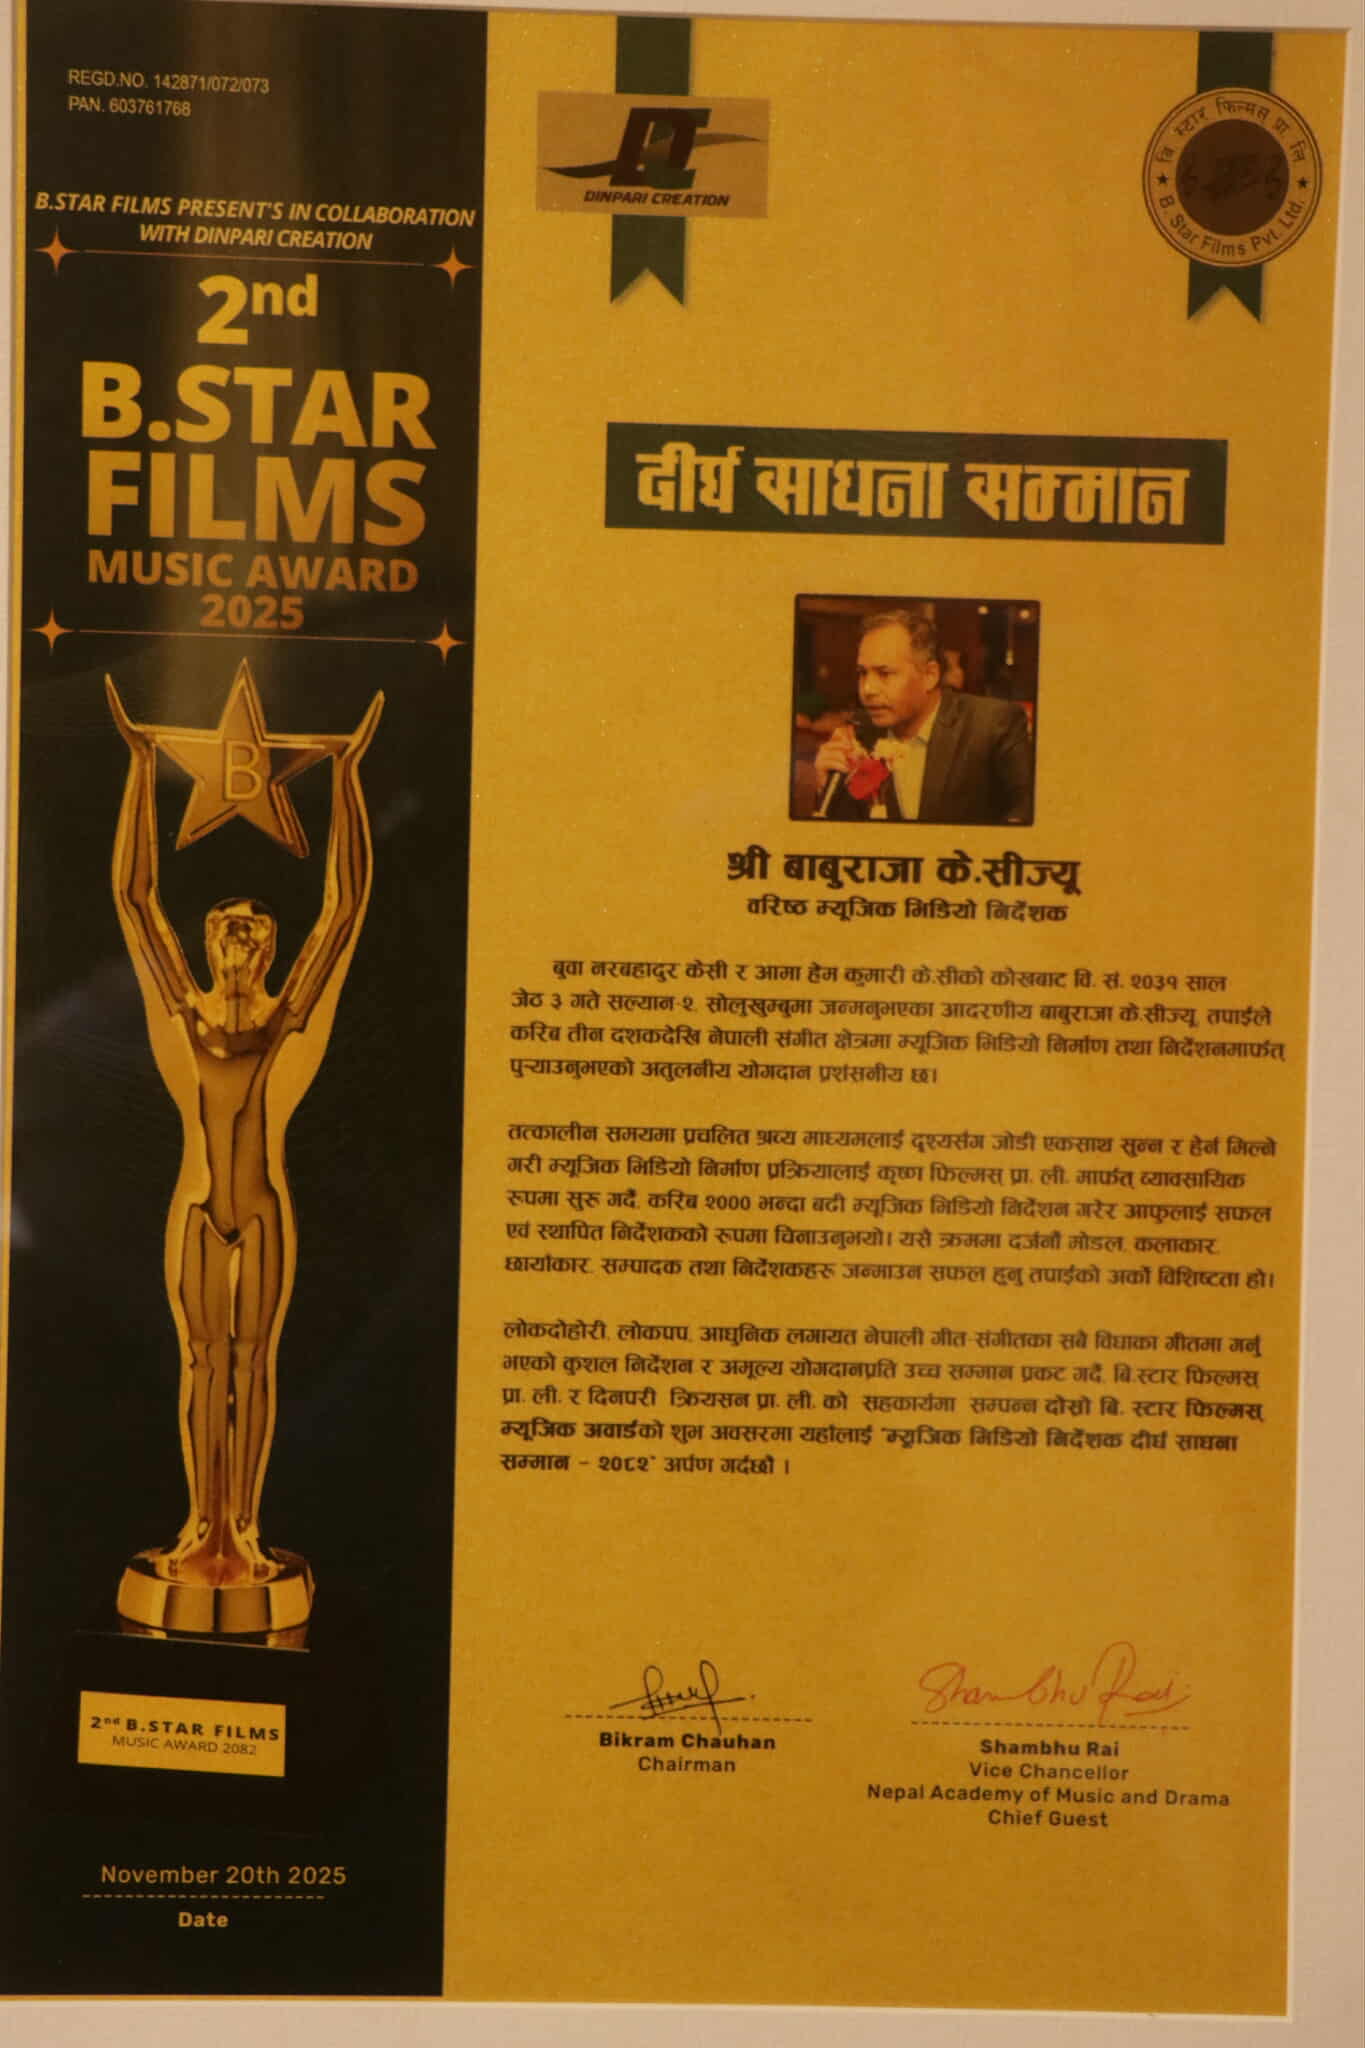 REGD.NO. 142871/072/073
PAN. 603761768
B.STAR FILMS PRESENT'S IN COLLABORATION
WITH DINPARI CREATION
2nd
B.STAR
FILMS
MUSIC AWARD
2025
B
2nd B.STAR FILMS
MUSIC AWARD 2082
November 20th 2025
Date
DINPARI CREATION
बि. स्टार फिल्मस प्रा. लि.
B. Star Films Pvt. Ltd.
दीर्घ साधना सम्मान
श्री बाबुराजा के.सीज्यू
वरिष्ठ म्यूजिक भिडियो निर्देशक
बुवा नरबहादुर केसी र आमा हेम कुमारी के.सीको कोखबाट वि. सं. २०३१ साल
जेठ ३ गते सल्यान-२, सोलुखुम्बुमा जन्मनुभएका आदरणीय बाबुराजा के.सीज्यू, तपाईंले
करिब तीन दशकदेखि नेपाली संगीत क्षेत्रमा म्यूजिक भिडियो निर्माण तथा निर्देशनमार्फत्
पुर्‍याउनुभएको अतुलनीय योगदान प्रशंसनीय छ।
तत्कालीन समयमा प्रचलित श्रव्य माध्यमलाई दृश्यसँग जोडी एकसाथ सुन्न र हेर्न मिल्ने
गरी म्यूजिक भिडियो निर्माण प्रक्रियालाई कृष्ण फिल्मस् प्रा. ली. मार्फत् व्यावसायिक
रूपमा सुरु गर्दै, करिब २००० भन्दा बढी म्यूजिक भिडियो निर्देशन गरेर आफुलाई सफल
एवं स्थापित निर्देशकको रूपमा चिनाउनुभयो। यसै क्रममा दर्जनौं मोडल, कलाकार,
छायाँकार, सम्पादक तथा निर्देशकहरू जन्माउन सफल हुनु तपाईंको अर्को विशिष्टता हो।
लोकदोहोरी, लोकपप, आधुनिक लगायत नेपाली गीत-संगीतका सबै विधाका गीतमा गर्नु
भएको कुशल निर्देशन र अमूल्य योगदानप्रति उच्च सम्मान प्रकट गर्दै, बि.स्टार फिल्मस्
प्रा. ली. र दिनपरी क्रियसन प्रा. ली. को सहकार्यमा सम्पन्न दोस्रो बि. स्टार फिल्मस्
म्यूजिक अवार्डको शुभ अवसरमा यहाँलाई "म्यूजिक भिडियो निर्देशक दीर्घ साधना
सम्मान - २०८२" अर्पण गर्दछौं ।
Shambhu Rai
Bikram Chauhan
Chairman
Shambhu Rai
Vice Chancellor
Nepal Academy of Music and Drama
Chief Guest